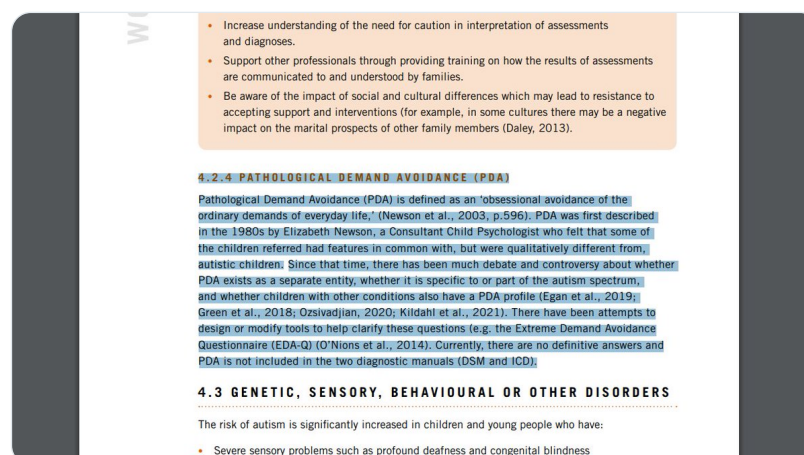 • Increase understanding of the need for caution in interpretation of assessments
and diagnoses.
• Support other professionals through providing training on how the results of assessments
are communicated to and understood by families.
• Be aware of the impact of social and cultural differences which may lead to resistance to
accepting support and interventions (for example, in some cultures there may be a negative
impact on the marital prospects of other family members (Daley, 2013).
4.2.4 PATHOLOGICAL DEMAND AVOIDANCE (PDA)
Pathological Demand Avoidance (PDA) is defined as an ‘obsessional avoidance of the
ordinary demands of everyday life,’ (Newson et al., 2003, p.596). PDA was first described
in the 1980s by Elizabeth Newson, a Consultant Child Psychologist who felt that some of
the children referred had features in common with, but were qualitatively different from,
autistic children. Since that time, there has been much debate and controversy about whether
PDA exists as a separate entity, whether it is specific to or part of the autism spectrum,
and whether children with other conditions also have a PDA profile (Egan et al., 2019;
Green et al., 2018; Ozsivadjian, 2020; Kildahl et al., 2021). There have been attempts to
design or modify tools to help clarify these questions (e.g. the Extreme Demand Avoidance
Questionnaire (EDA-Q) (O’Nions et al., 2014). Currently, there are no definitive answers and
PDA is not included in the two diagnostic manuals (DSM and ICD).
4.3 GENETIC, SENSORY, BEHAVIOURAL OR OTHER DISORDERS
The risk of autism is significantly increased in children and young people who have:
• Severe sensory problems such as profound deafness and congenital blindness